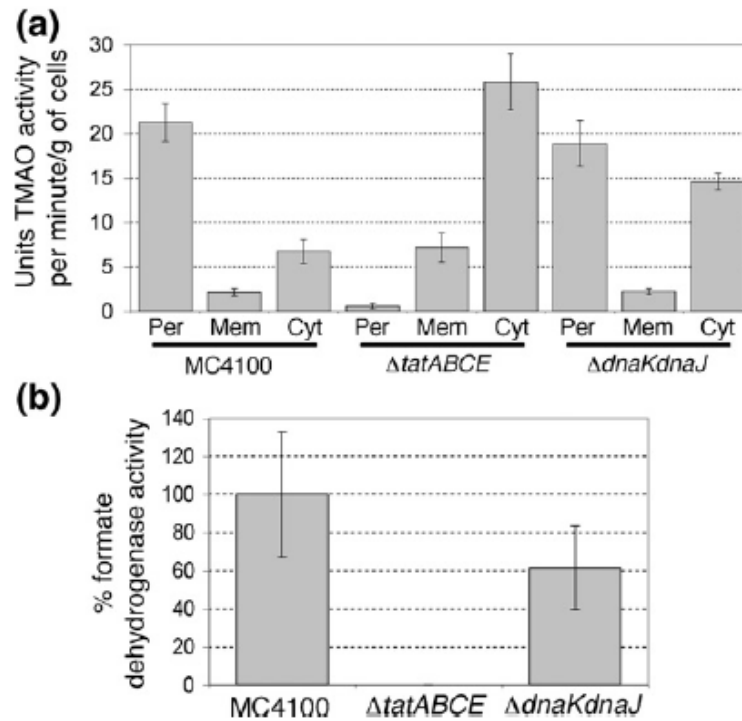 (a)
Units TMAO activity
per minute/g of cells
30
25
20
15
10
5
0
Per Mem Cyt Per Mem Cyt Per Mem Cyt
MC4100 ΔtatABCE ΔdnaKdnaJ
(b)
% formate
dehydrogenase activity
140
120
100
80
60
40
20
0
MC4100 ΔtatABCE ΔdnaKdnaJ